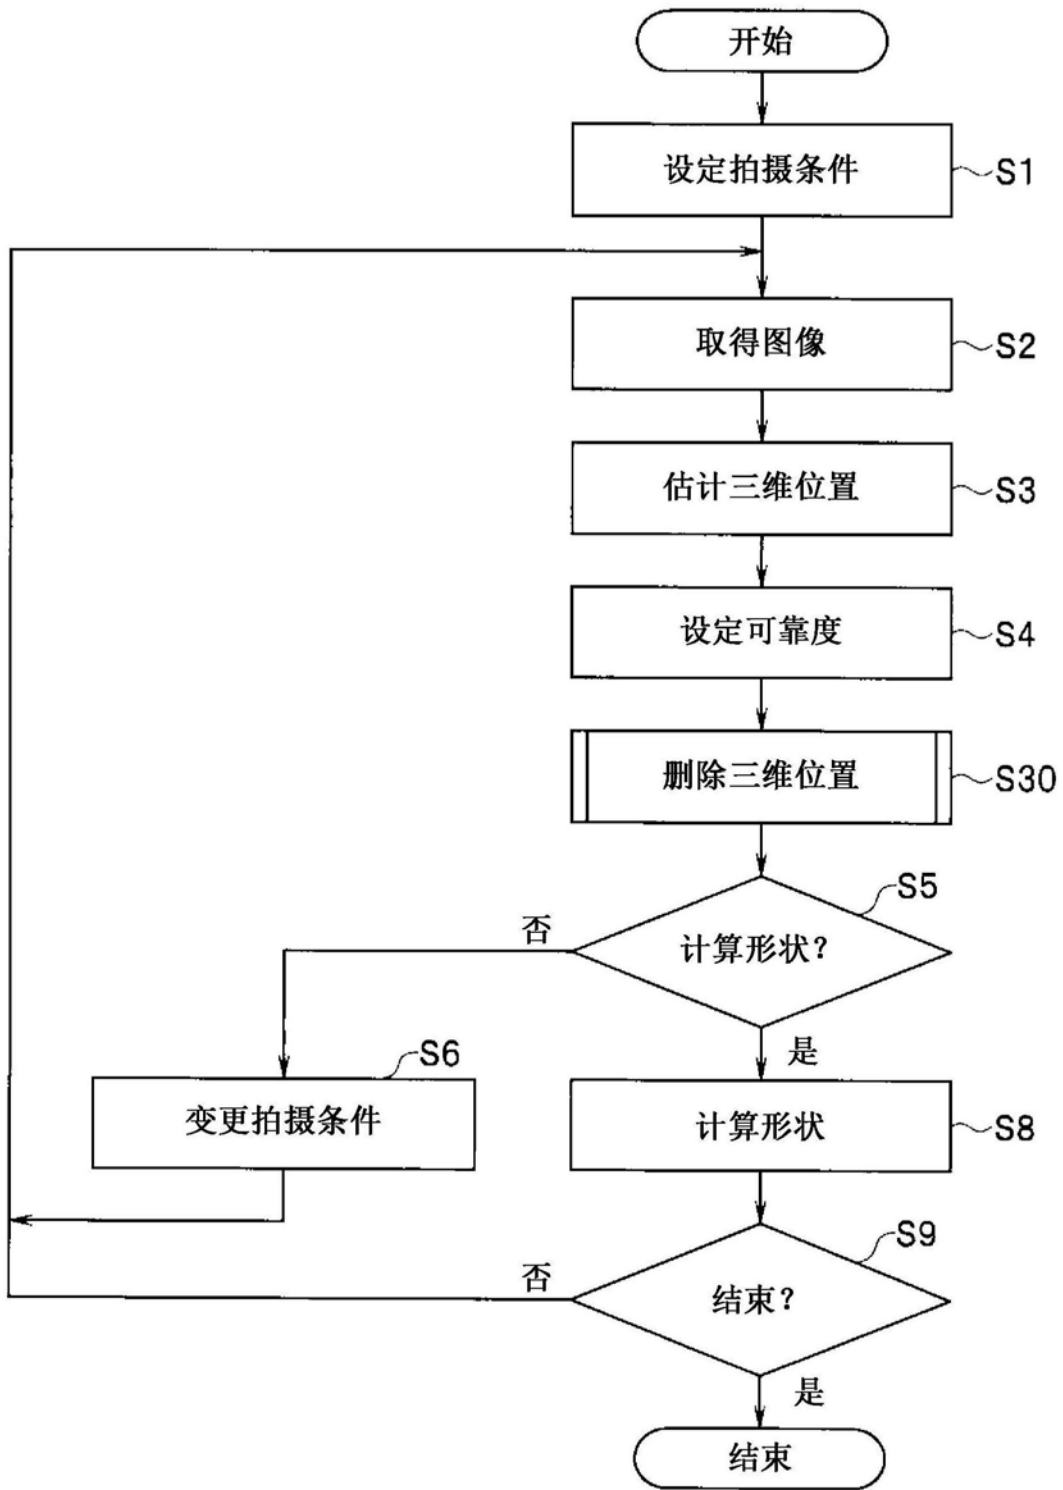 开始
设定拍摄条件
S1
取得图像
S2
估计三维位置
S3
设定可靠度
S4
删除三维位置
S30
S5
否
计算形状？
是
S6
变更拍摄条件
计算形状
S8
S9
否
结束？
是
结束